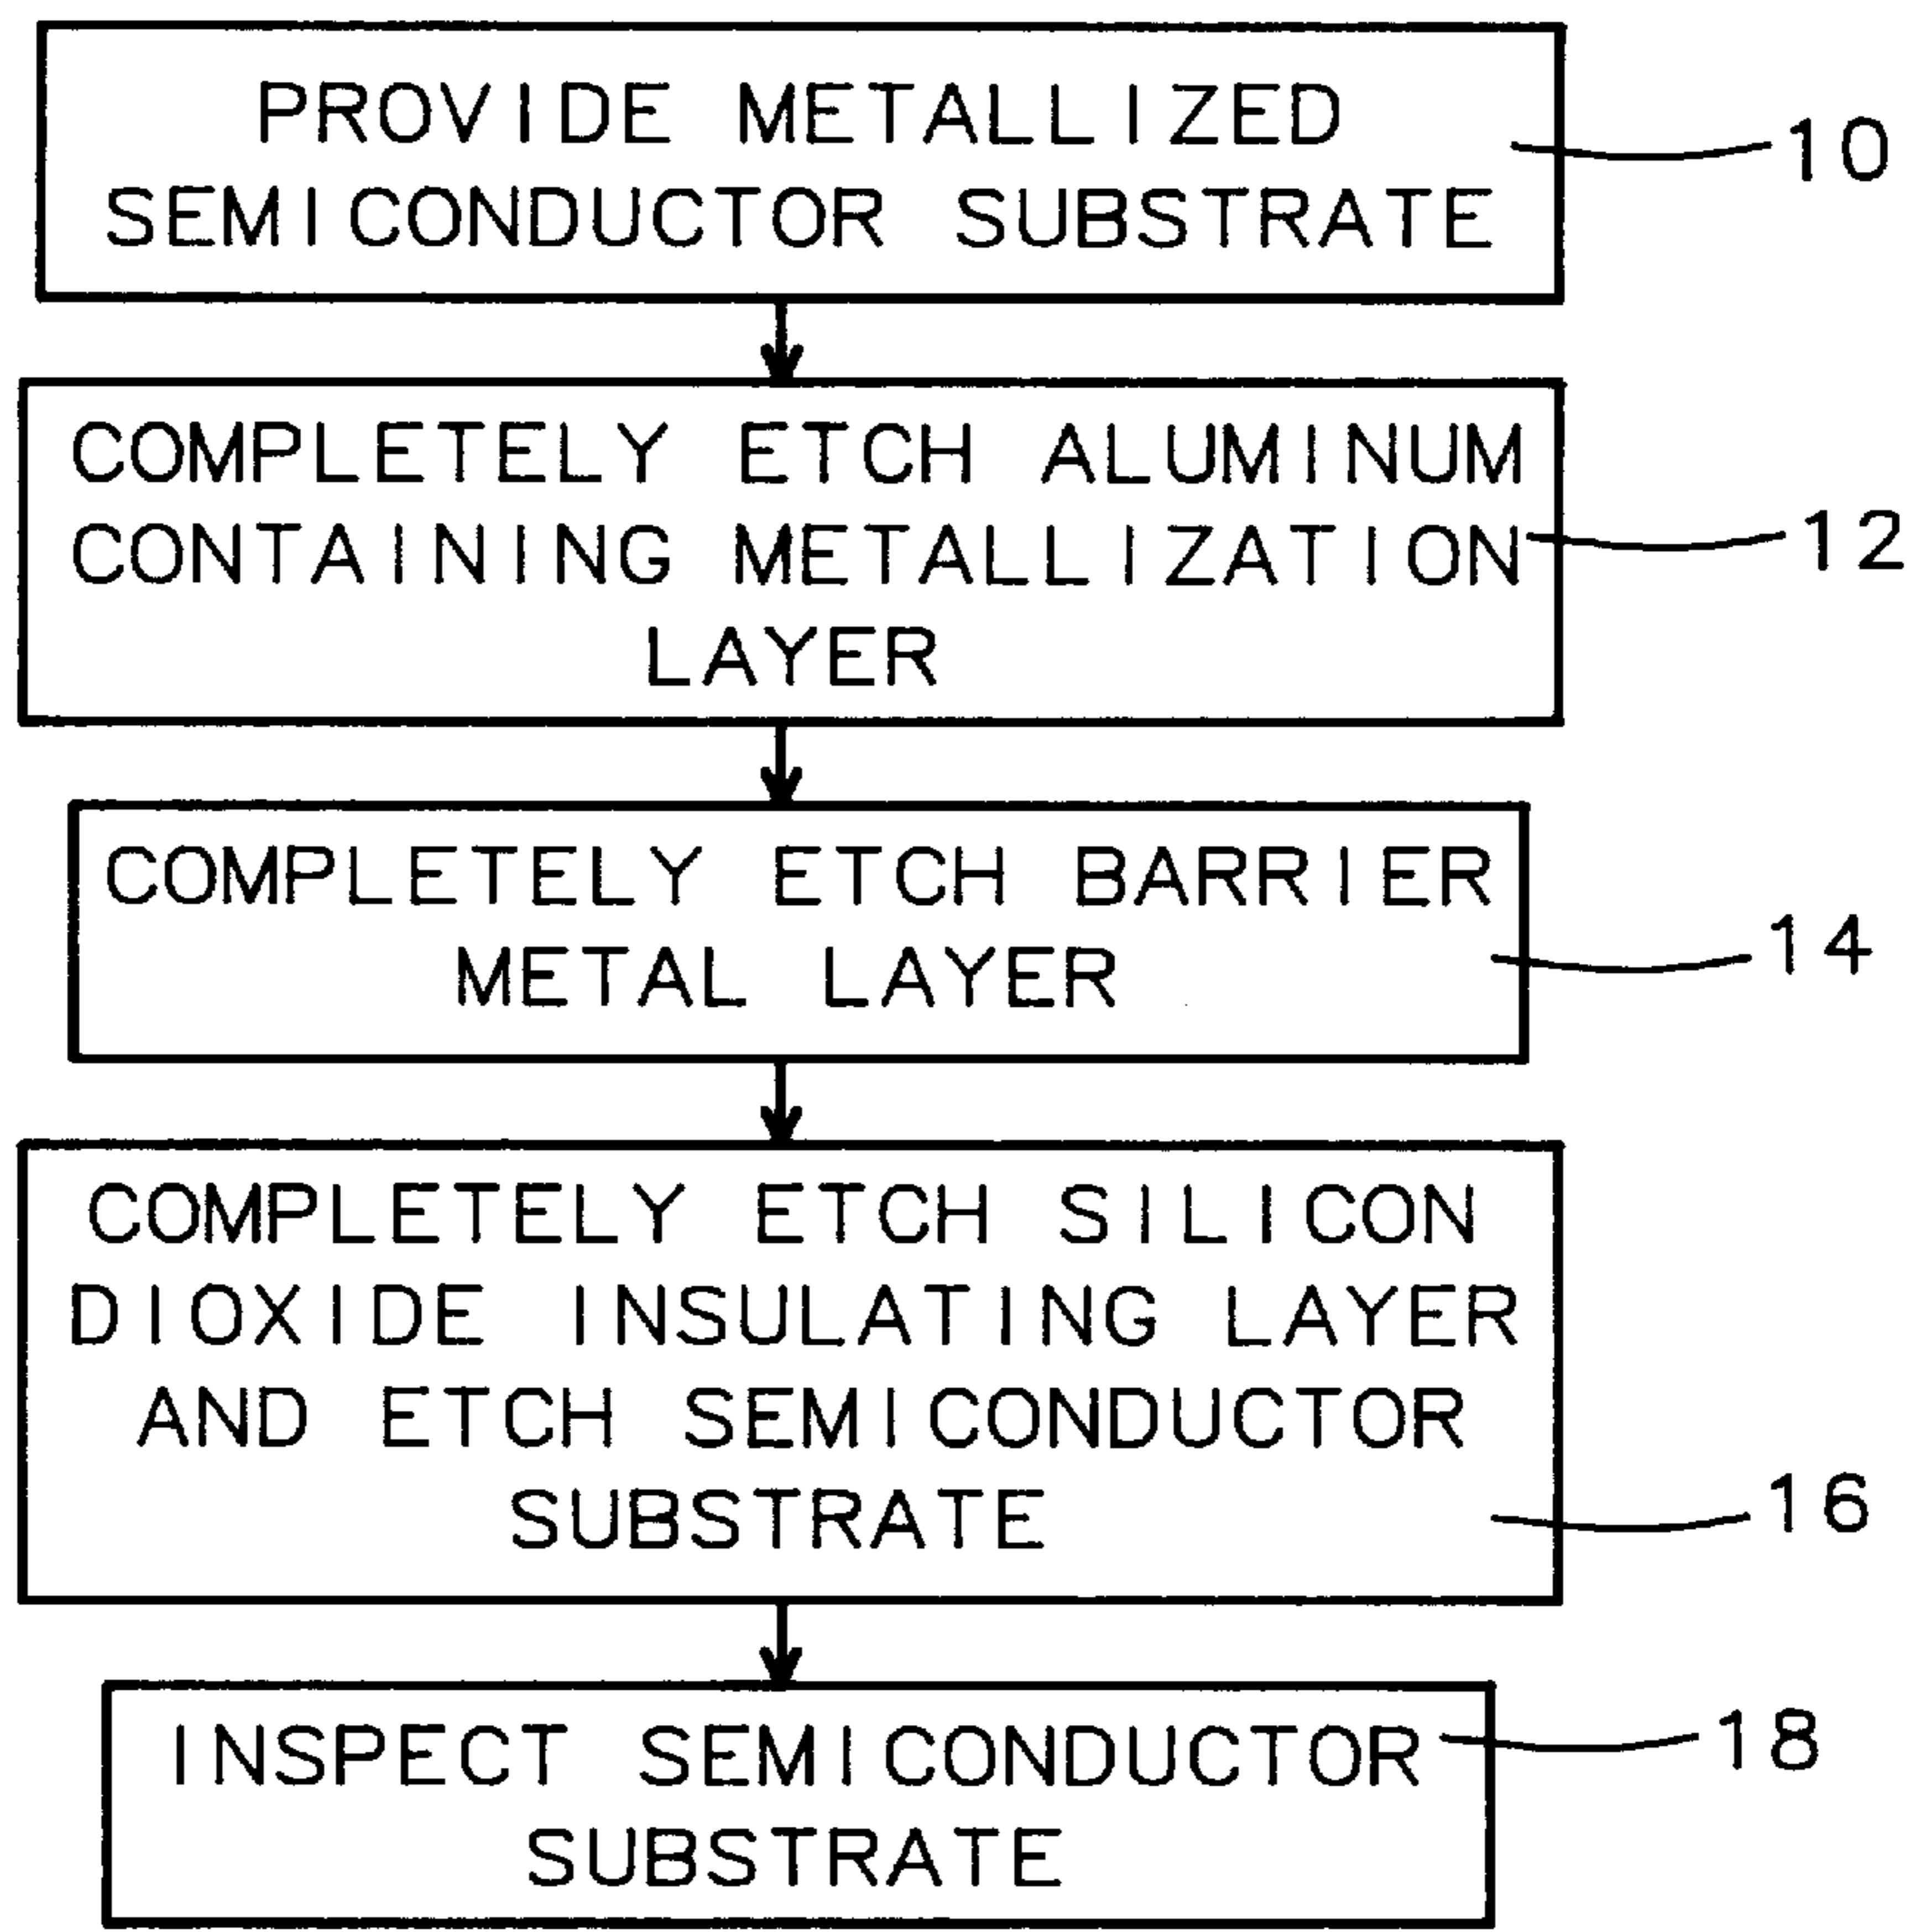 PROVIDE METALLIZED
SEMICONDUCTOR SUBSTRATE
10
COMPLETELY ETCH ALUMINUM
CONTAINING METALLIZATION
LAYER
12
COMPLETELY ETCH BARRIER
METAL LAYER
14
COMPLETELY ETCH SILICON
DIOXIDE INSULATING LAYER
AND ETCH SEMICONDUCTOR
SUBSTRATE
16
INSPECT SEMICONDUCTOR
SUBSTRATE
18